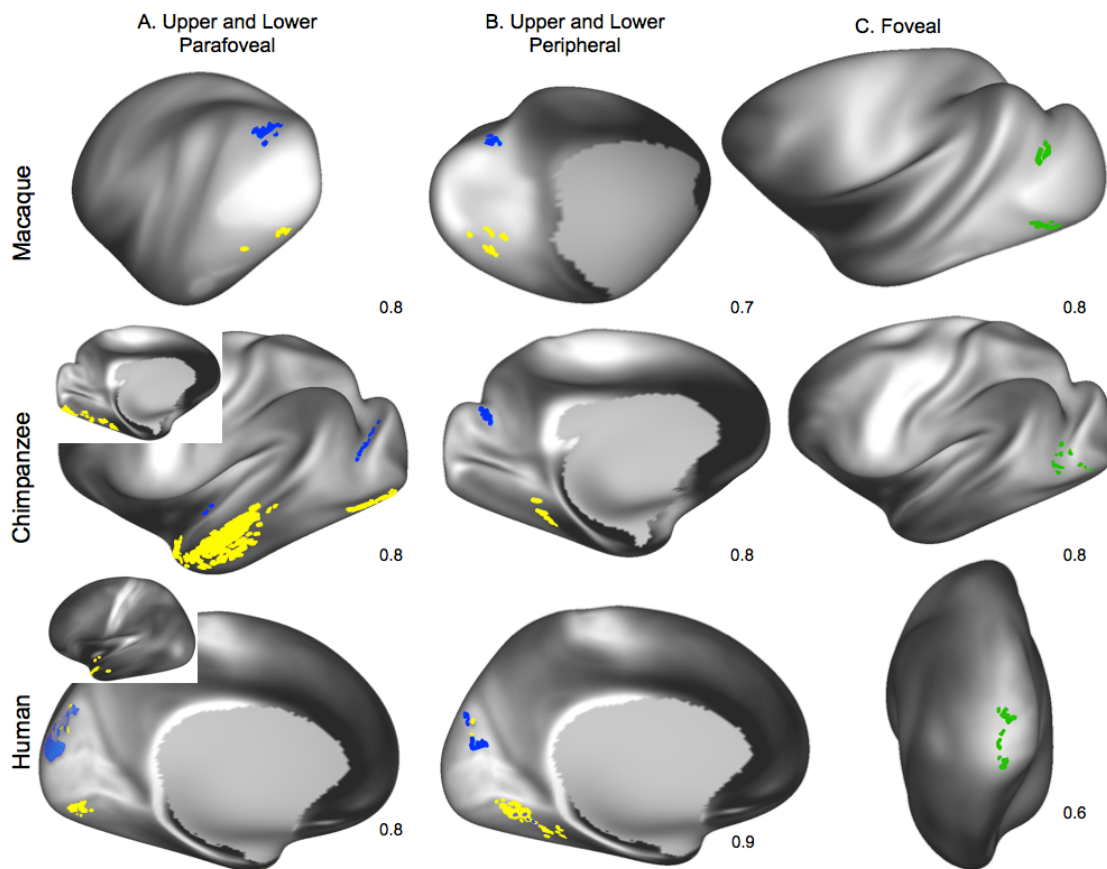 A. Upper and Lower
Parafoveal
B. Upper and Lower
Peripheral
C. Foveal
Macaque
0.8
0.7
0.8
Chimpanzee
0.8
0.8
0.8
Human
0.8
0.9
0.6